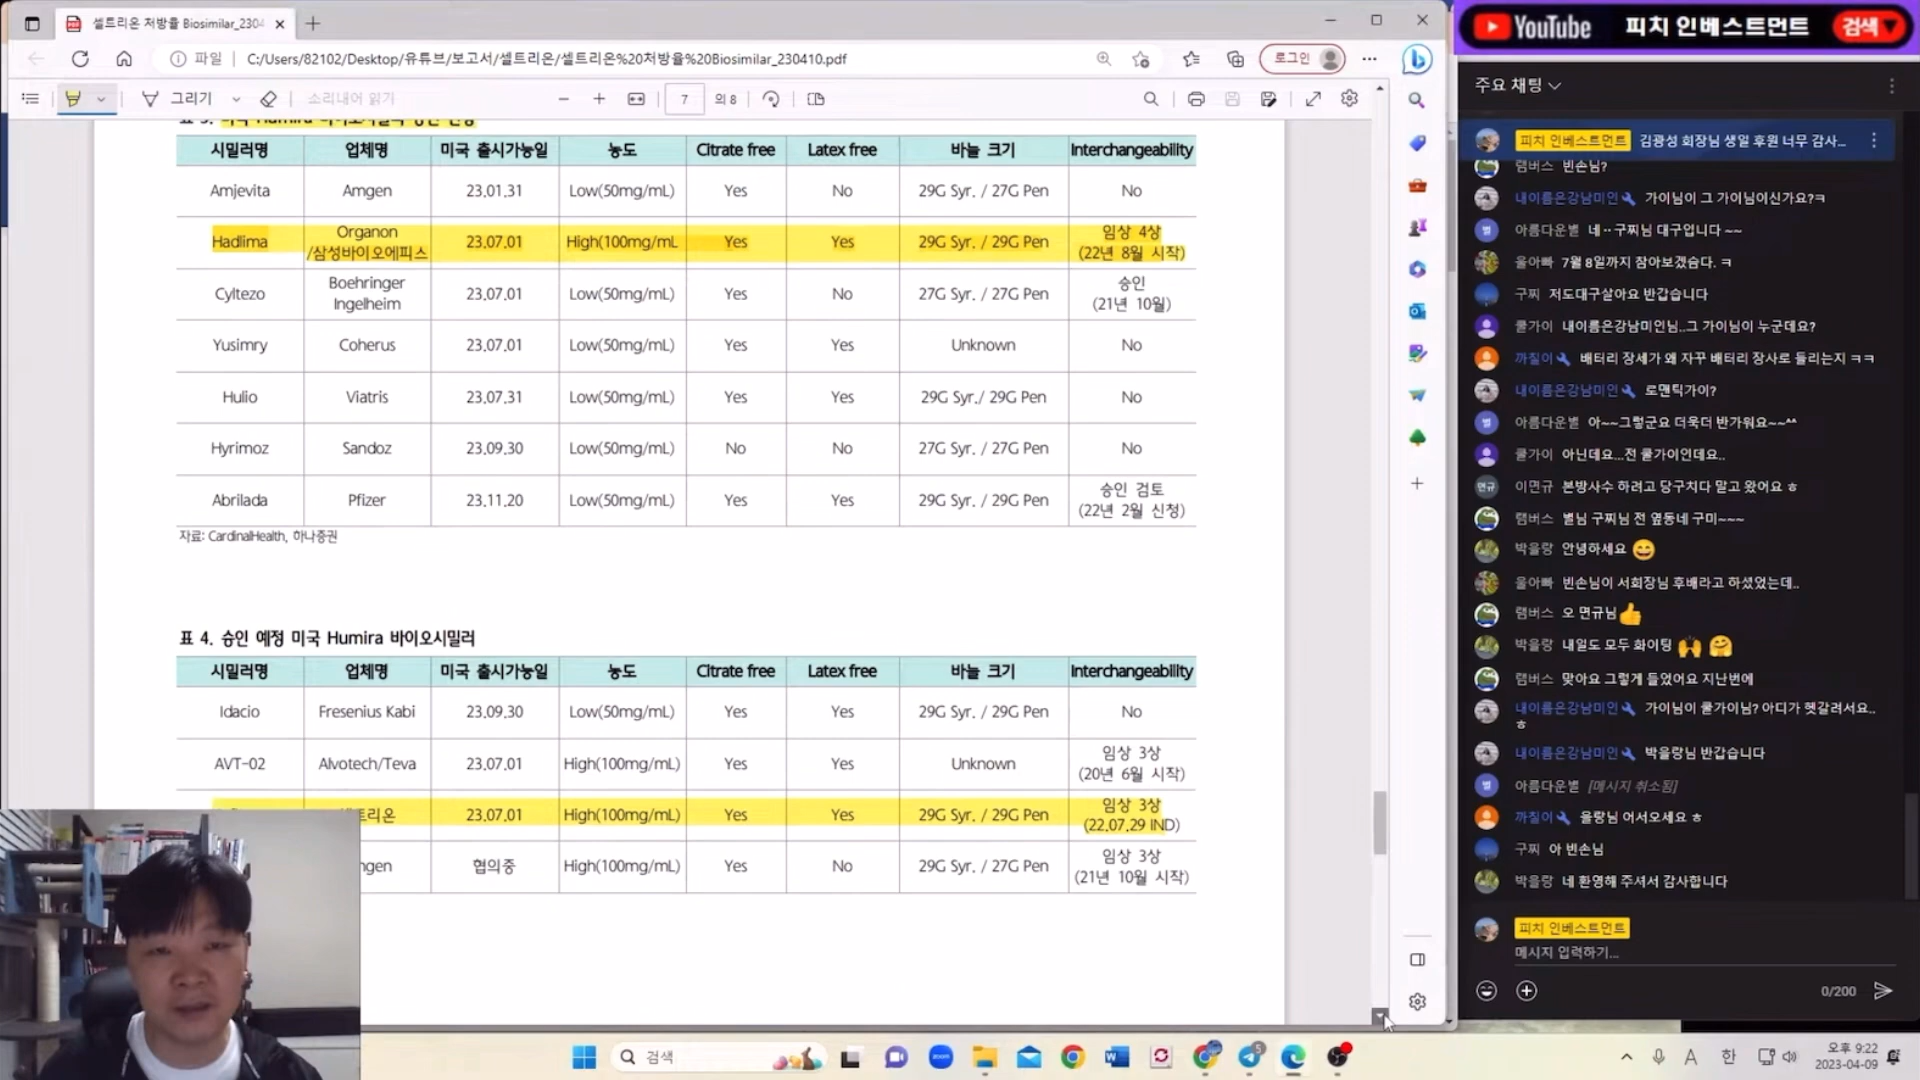 셀트리온 처방율 Biosimilar_2304
파일 C:/Users/82102/Desktop/유튜브/보고서/셀트리온/셀트리온%20처방율%20Biosimilar_230410.pdf
로그인
그리기 소리내어 읽기 7 의 8
시밀러명 업체명 미국 출시가능일 농도 Citrate free Latex free 바늘 크기 Interchangeability
Amjevita Amgen 23.01.31 Low(50mg/mL) Yes No 29G Syr. / 27G Pen No
Hadlima Organon /삼성바이오에피스 23.07.01 High(100mg/mL Yes Yes 29G Syr. / 29G Pen 임상 4상 (22년 8월 시작)
Cyltezo Boehringer Ingelheim 23.07.01 Low(50mg/mL) Yes No 27G Syr. / 27G Pen 승인 (21년 10월)
Yusimry Coherus 23.07.01 Low(50mg/mL) Yes Yes Unknown No
Hulio Viatris 23.07.31 Low(50mg/mL) Yes Yes 29G Syr./ 29G Pen No
Hyrimoz Sandoz 23.09.30 Low(50mg/mL) No No 27G Syr. / 27G Pen No
Abrilada Pfizer 23.11.20 Low(50mg/mL) Yes Yes 29G Syr. / 29G Pen 승인 검토 (22년 2월 신청)
자료: CardinalHealth, 하나증권
표 4. 승인 예정 미국 Humira 바이오시밀러
시밀러명 업체명 미국 출시가능일 농도 Citrate free Latex free 바늘 크기 Interchangeability
Idacio Fresenius Kabi 23.09.30 Low(50mg/mL) Yes Yes 29G Syr. / 29G Pen No
AVT-02 Alvotech/Teva 23.07.01 High(100mg/mL) Yes Yes Unknown 임상 3상 (20년 6월 시작)
트리온 23.07.01 High(100mg/mL) Yes Yes 29G Syr. / 29G Pen 임상 3상 (22.07.29 IND)
ngen 협의중 High(100mg/mL) Yes No 29G Syr. / 27G Pen 임상 3상 (21년 10월 시작)
YouTube 피치 인베스트먼트 검색▼
주요 채팅
피치 인베스트먼트 김광성 회장님 생일 후원 너무 감사...
램버스 빈손님?
내이름은강남미인 가이님이 그 가이님이신가요?ㅋ
아름다운별 네··구찌님 대구입니다 ~~
울아빠 7월 8일까지 참아보겠습다. ㅋ
구찌 저도대구살아요 반갑습니다
쿨가이 내이름은강남미인님..그 가이님이 누군데요?
까칠이 배터리 장세가 왜 자꾸 배터리 장사로 들리는지 ㅋㅋ
내이름은강남미인 로맨틱가이?
아름다운별 아~~그렇군요 더욱더 반가워요~~^^
쿨가이 아닌데요...전 쿨가이인데요..
이면규 본방사수 하려고 당구치다 말고 왔어요 ㅎ
램버스 별님 구찌님 전 옆동네 구미~~~
박을랑 안녕하세요 😄
울아빠 빈손님이 서회장님 후배라고 하셨었는데..
램버스 오 면규님👍
박을랑 내일도 모두 화이팅 🙌 🤗
램버스 맞아요 그렇게 들었어요 지난번에
내이름은강남미인 가이님이 쿨가이님? 아디가 헷갈려서요..
ㅎ
내이름은강남미인 박을랑님 반갑습니다
아름다운별 [메시지 취소됨]
까칠이 을랑님 어서오세요 ㅎ
구찌 아 빈손님
박을랑 네 환영해 주셔서 감사합니다
피치 인베스트먼트
메시지 입력하기...
0/200
검색
A 한 오후 9:22
2023-04-09